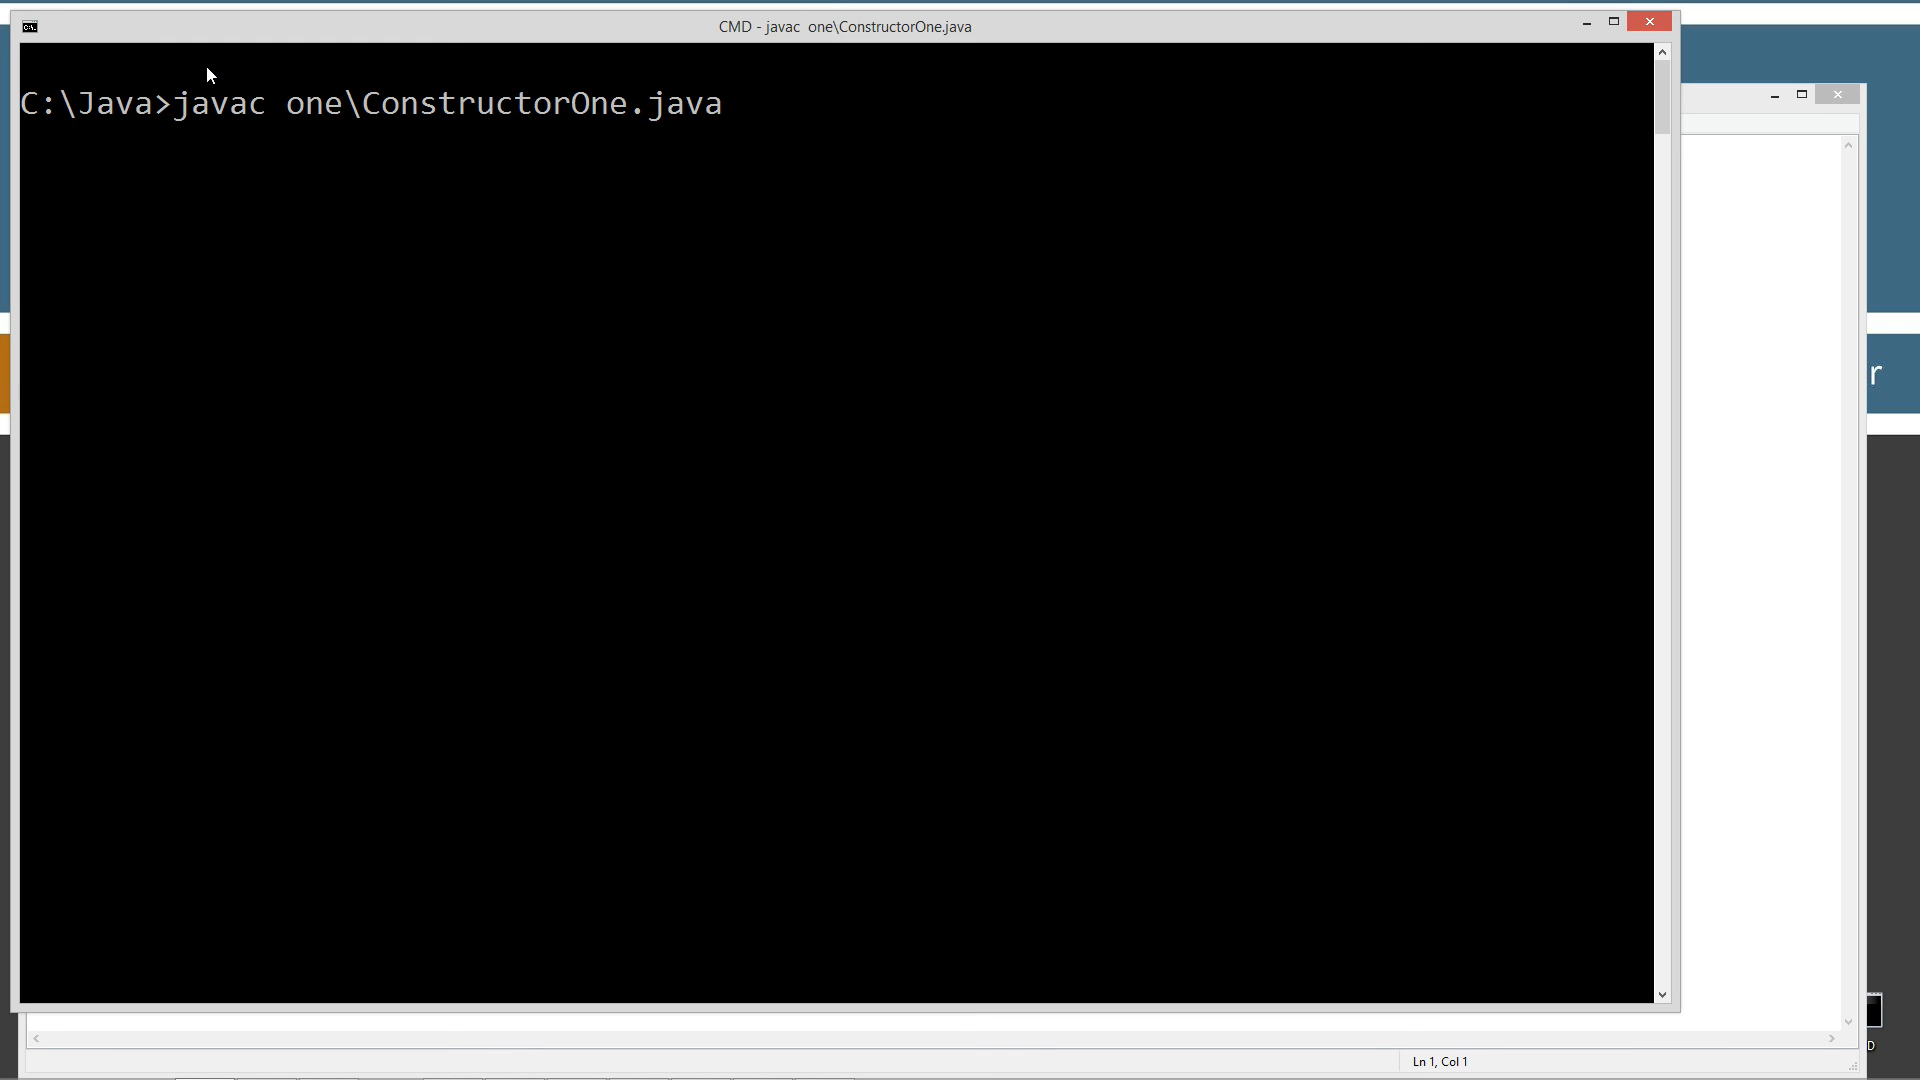 CMD - javac  one\ConstructorOne.java
C:\Java>javac one\ConstructorOne.java
r
D
Ln 1, Col 1